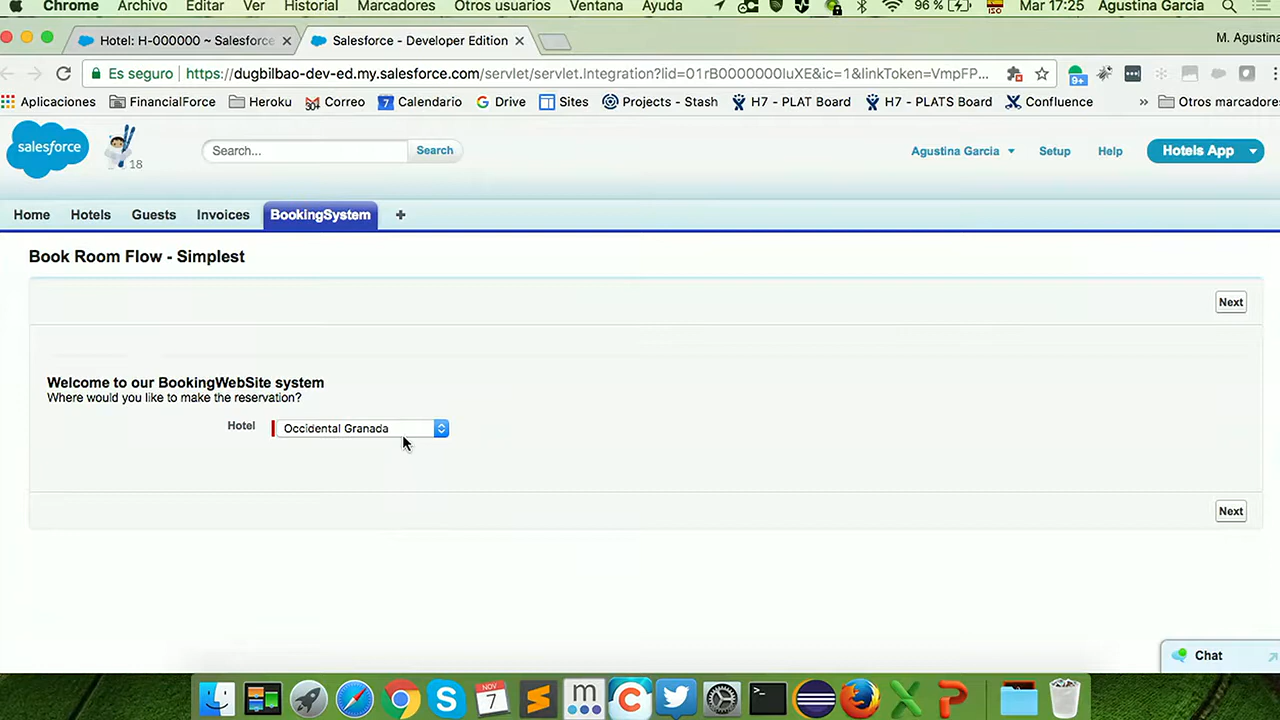 Chrome Archivo Editar Ver Historial Marcadores Otros usuarios Ventana Ayuda 96 % ISO Mar 17:25 Agustina Garcia
Hotel: H-000000 ~ Salesforce Salesforce - Developer Edition M. Agustina
Es seguro https://dugbilbao-dev-ed.my.salesforce.com/servlet/servlet.Integration?lid=01rB0000000IuXE&ic=1&linkToken=VmpFP... 9+
Aplicaciones FinancialForce Heroku Correo 7 Calendario Drive Sites Projects - Stash H7 - PLAT Board H7 - PLATS Board Confluence » Otros marcadores
salesforce 18 Search... Search Agustina Garcia Setup Help Hotels App
Home Hotels Guests Invoices BookingSystem +
Book Room Flow - Simplest
Next
Welcome to our BookingWebSite system
Where would you like to make the reservation?
Hotel Occidental Granada
Next
Chat
NOV
7